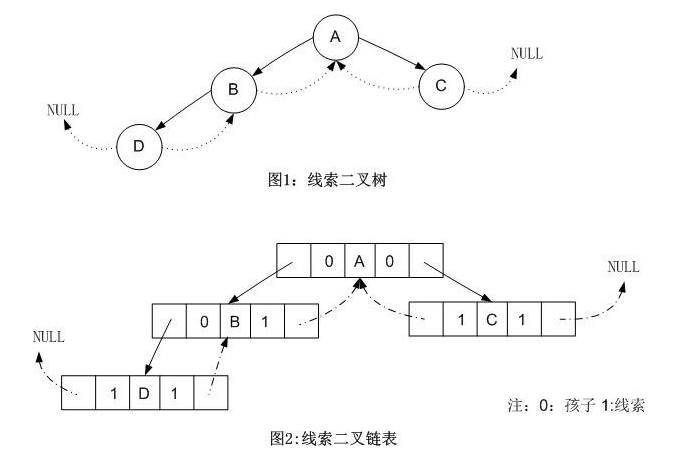 A
NULL
B
C
NULL
D
图1：线索二叉树
0 A 0
NULL
0 B 1
1 C 1
NULL
1 D 1
注：0：孩子 1:线索
图2:线索二叉链表